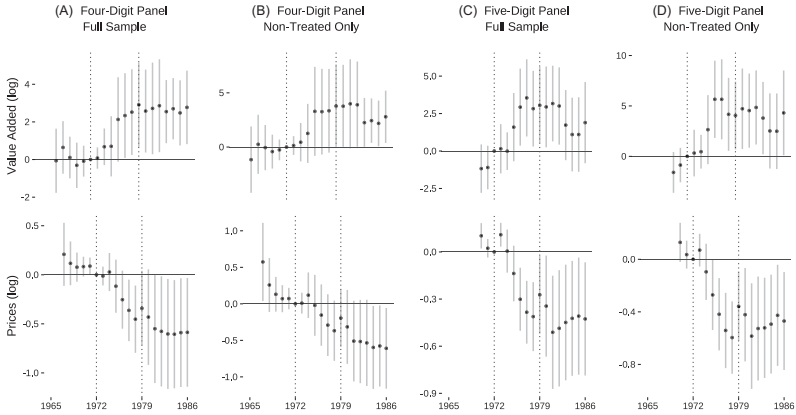 (A) Four-Digit Panel
Full Sample
(B) Four-Digit Panel
Non-Treated Only
(C) Five-Digit Panel
Full Sample
(D) Five-Digit Panel
Non-Treated Only
Value Added (log)
4
2
0
−2
5
0
5.0
2.5
0.0
−2.5
10
5
0
Prices (log)
0,5
0,0
−0,5
−1,0
1,0
0,5
0,0
−0,5
−1,0
0,0
−0,3
−0,6
−0,9
0,0
−0,4
−0,8
1965 1972 1979 1986
1965 1972 1979 1986
1965 1972 1979 1986
1965 1972 1979 1986